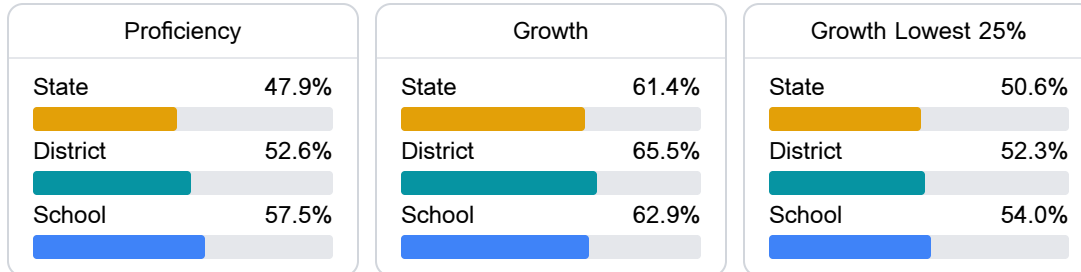 Proficiency
State 47.9%
District 52.6%
School 57.5%
Growth
State 61.4%
District 65.5%
School 62.9%
Growth Lowest 25%
State 50.6%
District 52.3%
School 54.0%